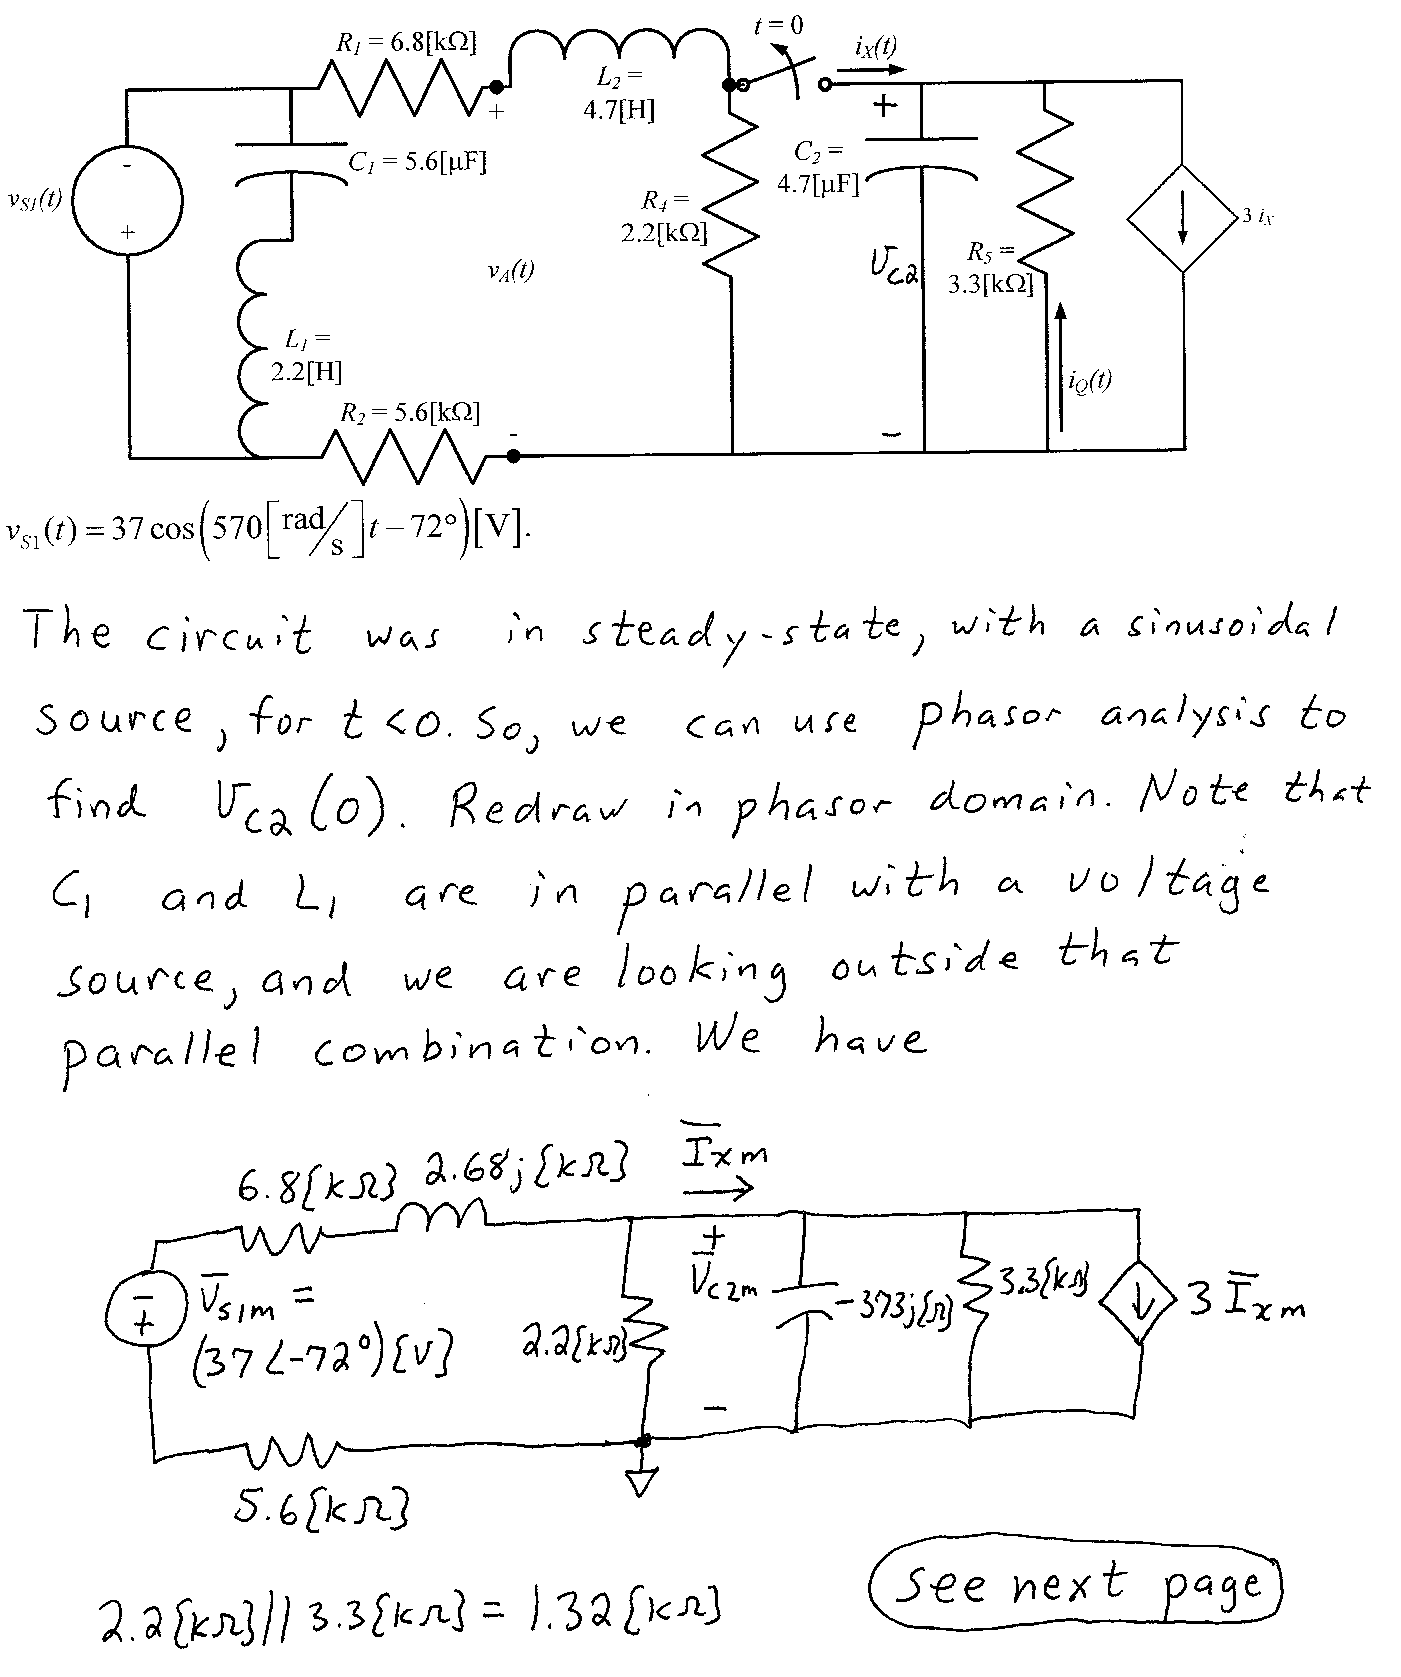 t = 0
R1 = 6.8[kΩ]
iX(t)
L2 =
4.7[H]
+
+
-
C1 = 5.6[μF]
C2 =
4.7[μF]
vS1(t)
R4 =
2.2[kΩ]
3 iX
+
vA(t)
vC2
R5 =
3.3[kΩ]
L1 =
2.2[H]
iQ(t)
R2 = 5.6[kΩ]
-
-
vS1(t) = 37 cos(570[rad/s]t − 72°)[V].
The circuit was in steady-state, with a sinusoidal
source, for t<0. So, we can use phasor analysis to
find vC2(0). Redraw in phasor domain. Note that
C1 and L1 are in parallel with a voltage
source, and we are looking outside that
parallel combination. We have
6.8[kΩ] 2.68j[kΩ] I̅xm
+
-
+
V̅s1m =
(37∠-72°)[V]
2.2[kΩ]
V̅c2m
-373j[Ω]
3.3[kΩ]
3 I̅xm
-
5.6[kΩ]
2.2[kΩ]||3.3[kΩ] = 1.32[kΩ]
see next page